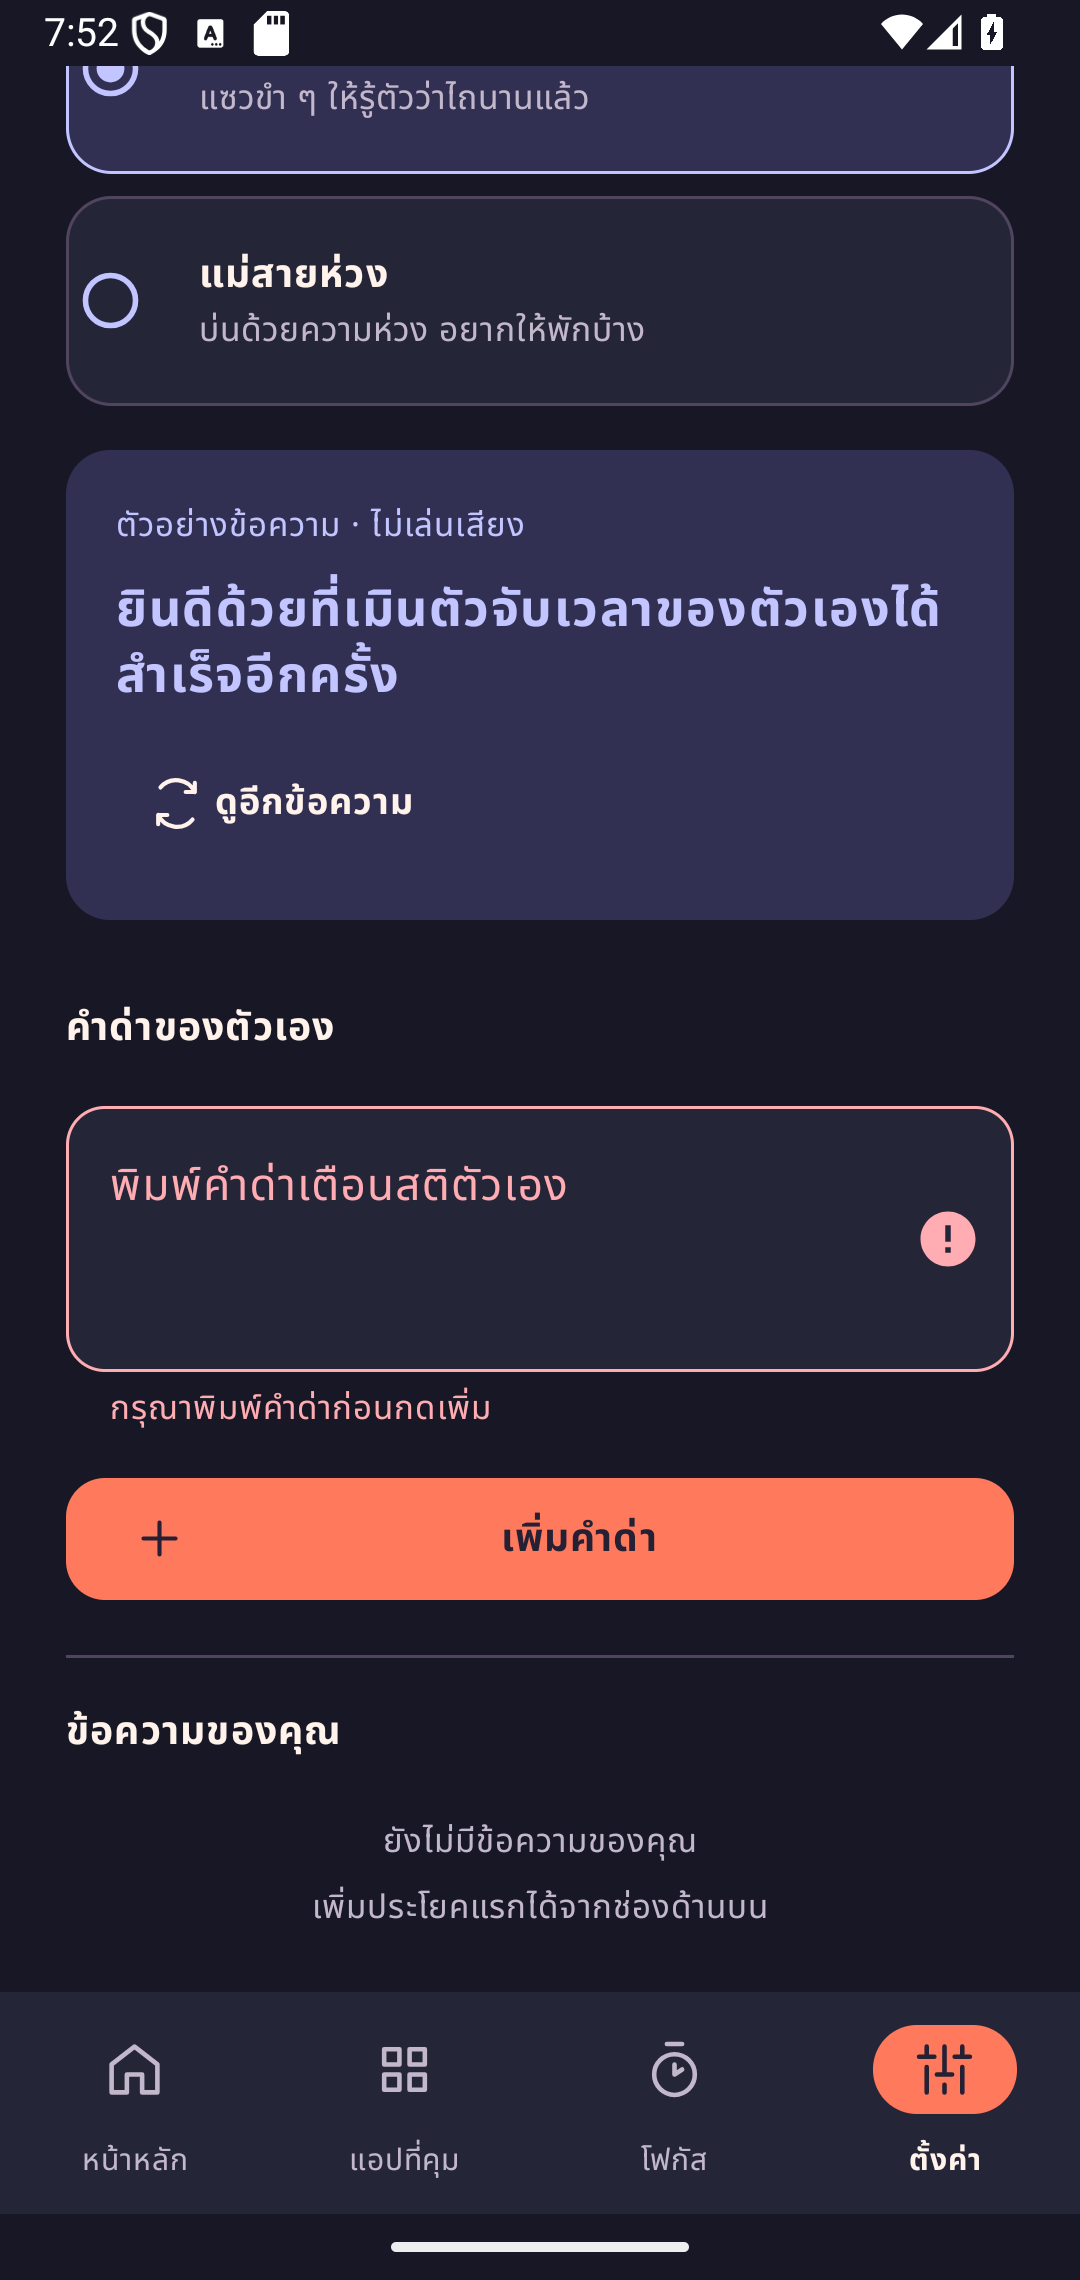 7:52
แซวขำ ๆ ให้รู้ตัวว่าไถนานแล้ว
แม่สายห่วง
บ่นด้วยความห่วง อยากให้พักบ้าง
ตัวอย่างข้อความ · ไม่เล่นเสียง
ยินดีด้วยที่เมินตัวจับเวลาของตัวเองได้
สำเร็จอีกครั้ง
ดูอีกข้อความ
คำด่าของตัวเอง
พิมพ์คำด่าเตือนสติตัวเอง
กรุณาพิมพ์คำด่าก่อนกดเพิ่ม
เพิ่มคำด่า
ข้อความของคุณ
ยังไม่มีข้อความของคุณ
เพิ่มประโยคแรกได้จากช่องด้านบน
หน้าหลัก
แอปที่คุม
โฟกัส
ตั้งค่า